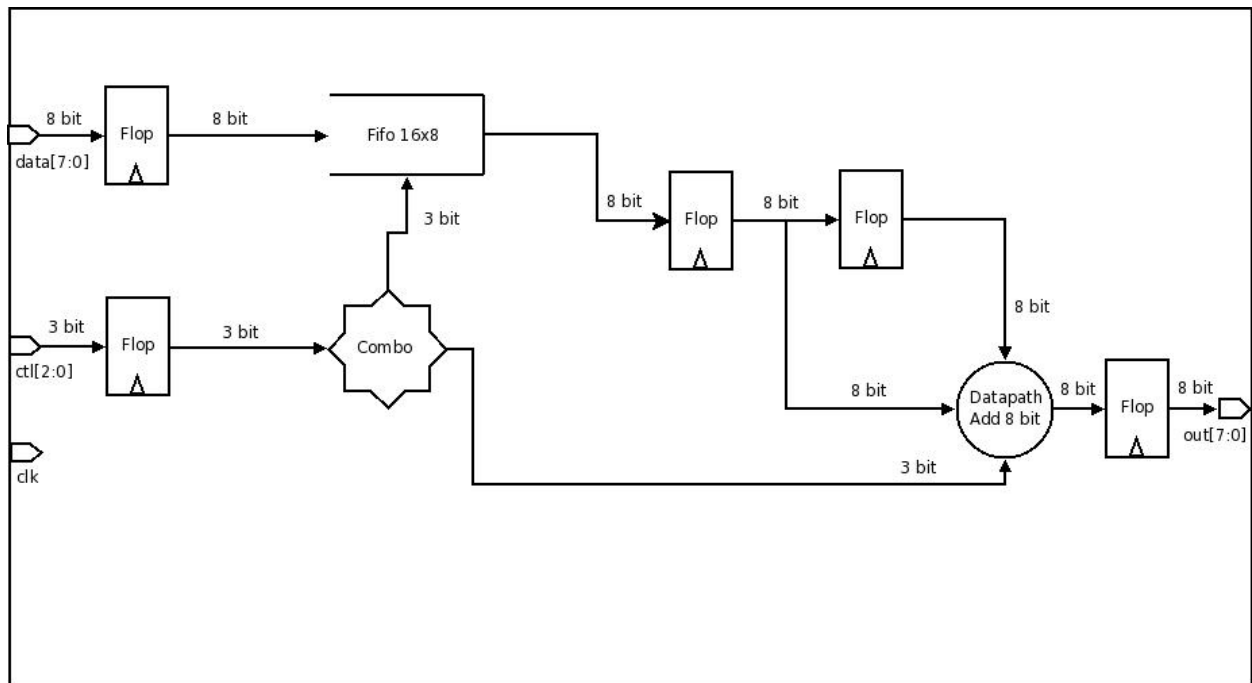 8 bit
Flop
8 bit
Fifo 16x8
data[7:0]
3 bit
8 bit
Flop
8 bit
Flop
8 bit
3 bit
Flop
3 bit
Combo
ctl[2:0]
8 bit
Datapath
Add 8 bit
8 bit
Flop
8 bit
out[7:0]
clk
3 bit